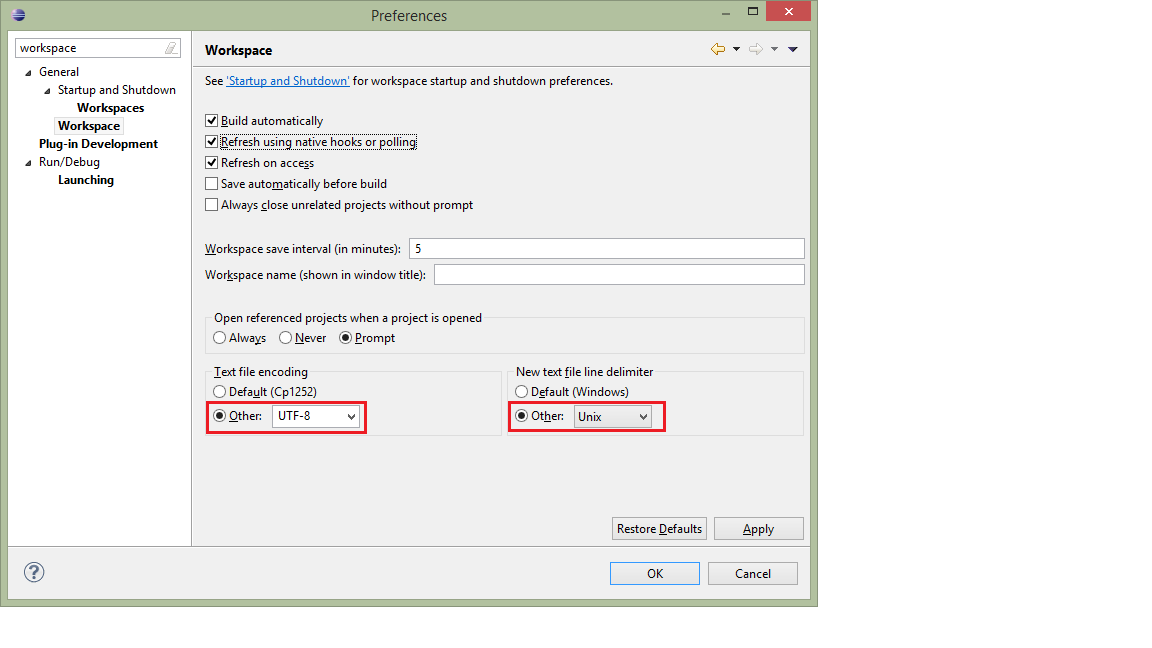 Preferences
workspace
General
Startup and Shutdown
Workspaces
Workspace
Plug-in Development
Run/Debug
Launching
Workspace
See 'Startup and Shutdown' for workspace startup and shutdown preferences.
Build automatically
Refresh using native hooks or polling
Refresh on access
Save automatically before build
Always close unrelated projects without prompt
Workspace save interval (in minutes): 5
Workspace name (shown in window title):
Open referenced projects when a project is opened
Always Never Prompt
Text file encoding
Default (Cp1252)
Other: UTF-8
New text file line delimiter
Default (Windows)
Other: Unix
Restore Defaults Apply
? OK Cancel